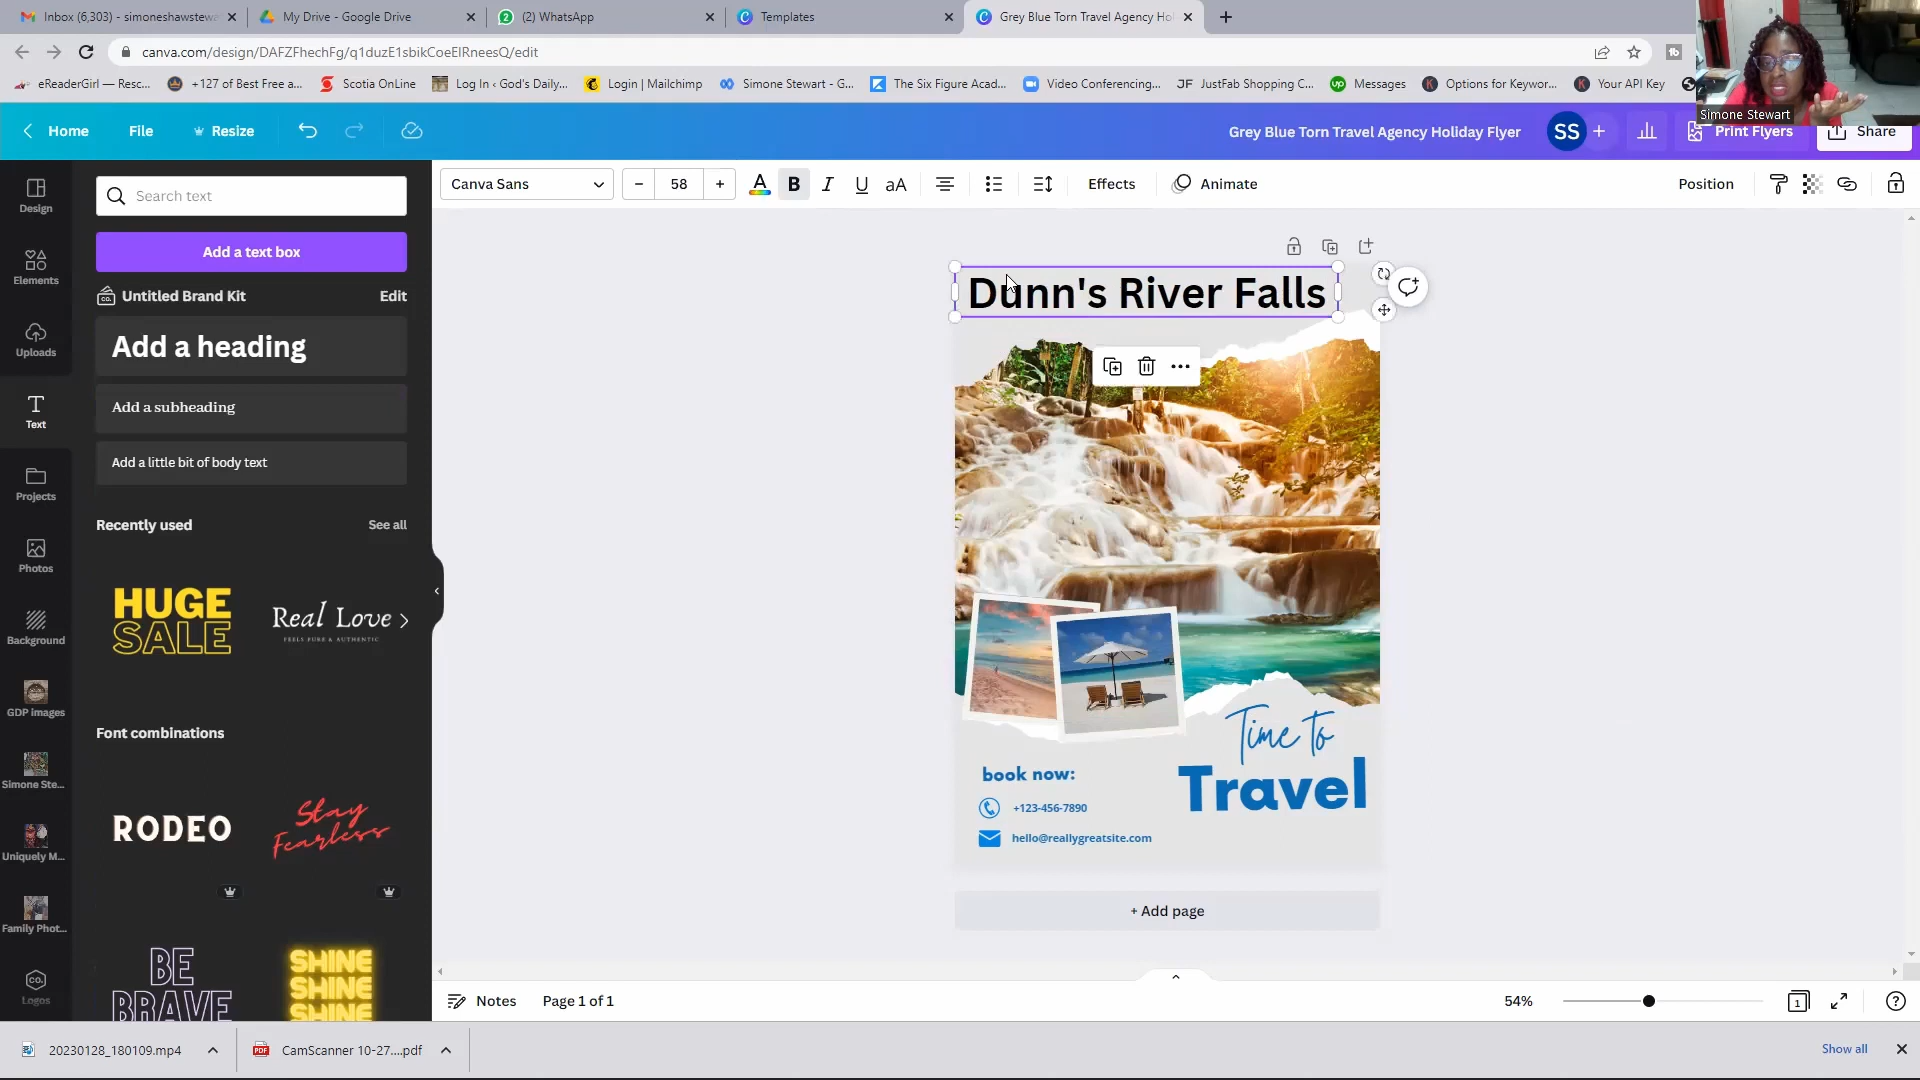 Inbox (6,303) - simoneshawstewa
My Drive - Google Drive
(2) WhatsApp
Templates
Grey Blue Torn Travel Agency Ho
canva.com/design/DAFZFhechFg/q1duzE1sbikCoeElRneesQ/edit
eReaderGirl — Resc...
+127 of Best Free a...
Scotia OnLine
Log In ‹ God's Daily...
Login | Mailchimp
Simone Stewart - G...
The Six Figure Acad...
Video Conferencing...
JF JustFab Shopping C...
Messages
Options for Keywor...
Your API Key
Simone Stewart
Home
File
Resize
Grey Blue Torn Travel Agency Holiday Flyer
SS
Print Flyers
Share
Design
Elements
Uploads
Text
Projects
Photos
Background
GDP images
Simone Ste...
Uniquely M...
Family Phot...
Logos
Search text
Add a text box
Untitled Brand Kit
Edit
Add a heading
Add a subheading
Add a little bit of body text
Recently used
See all
HUGE
SALE
Real Love
FEELS PURE & AUTHENTIC
Font combinations
RODEO
Stay
Fearless
BE
BRAVE
SHINE
SHINE
SHINE
Canva Sans
58
A
B
I
U
aA
Effects
Animate
Position
Dunn's River Falls
Time to
Travel
book now:
+123-456-7890
hello@reallygreatsite.com
+ Add page
Notes
Page 1 of 1
54%
1
20230128_180109.mp4
CamScanner 10-27....pdf
Show all